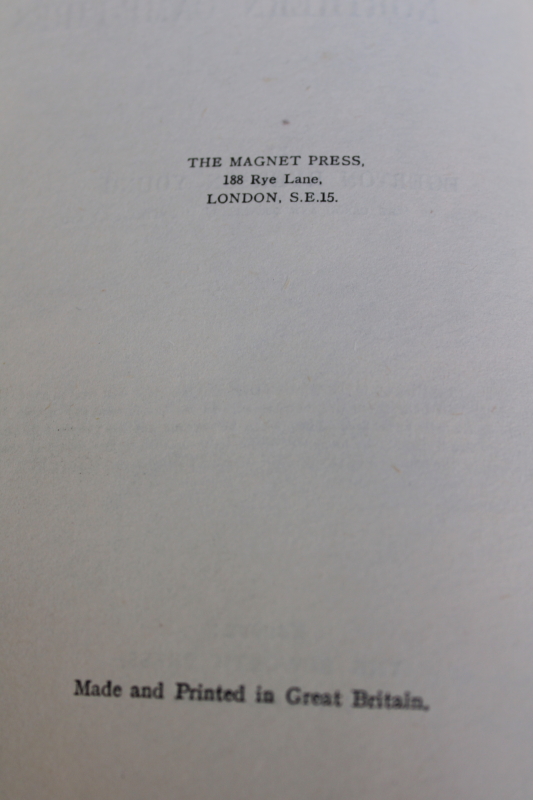 THE MAGNET PRESS,
188 Rye Lane,
LONDON, S.E.15.
Made and Printed in Great Britain.